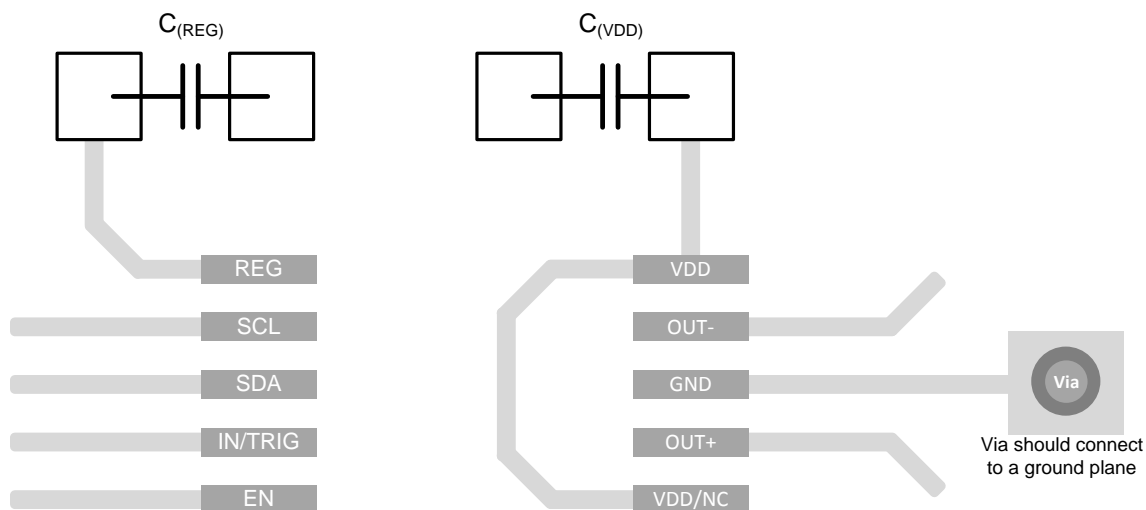 C(REG)
C(VDD)
REG
VDD
SCL
OUT-
SDA
GND
Via
IN/TRIG
OUT+
Via should connect
to a ground plane
EN
VDD/NC